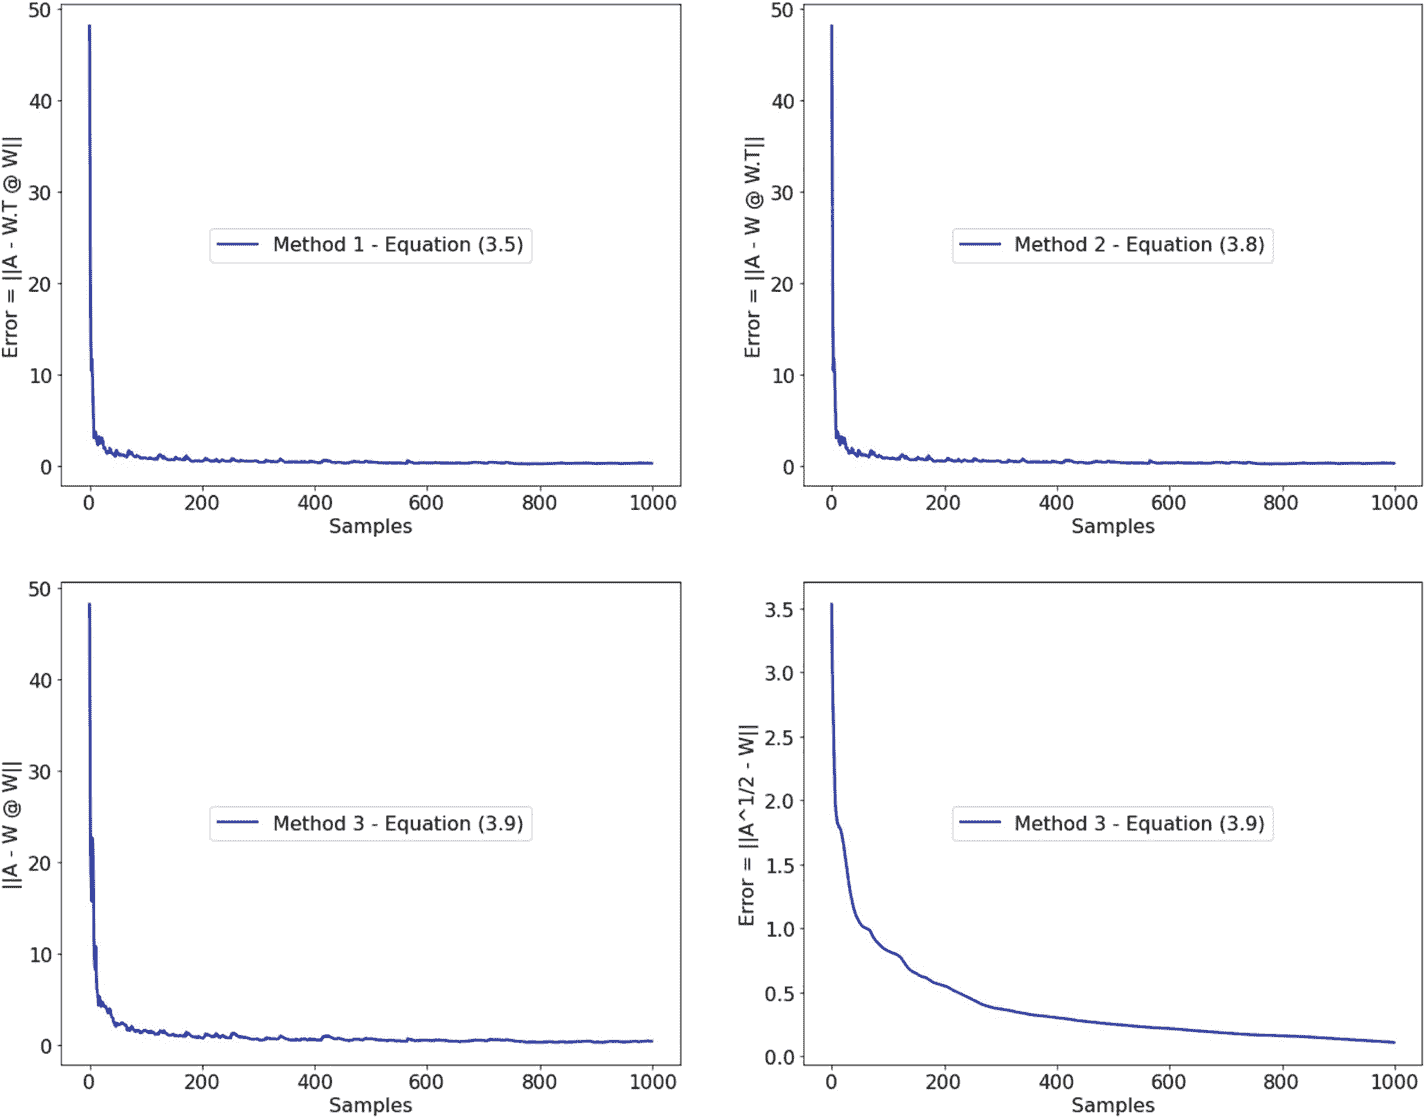 50
40
30
20
10
0
Error = ||A - W.T @ W||
Method 1 - Equation (3.5)
0 200 400 600 800 1000
Samples
50
40
30
20
10
0
Error = ||A - W @ W.T||
Method 2 - Equation (3.8)
0 200 400 600 800 1000
Samples
50
40
30
20
10
0
||A - W @ W||
Method 3 - Equation (3.9)
0 200 400 600 800 1000
Samples
3.5
3.0
2.5
2.0
1.5
1.0
0.5
0.0
Error = ||A^1/2 - W||
Method 3 - Equation (3.9)
0 200 400 600 800 1000
Samples